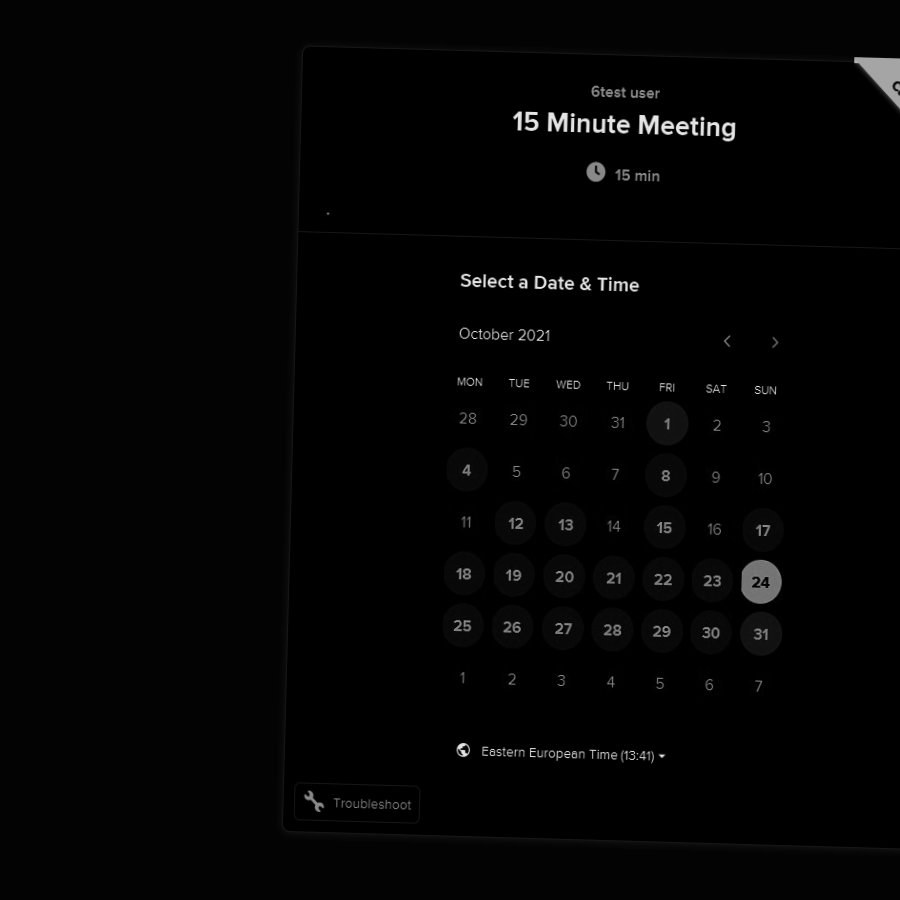 6test user
15 Minute Meeting
15 min
Select a Date & Time
October 2021
MON TUE WED THU FRI SAT SUN
28 29 30 31 1 2 3
4 5 6 7 8 9 10
11 12 13 14 15 16 17
18 19 20 21 22 23 24
25 26 27 28 29 30 31
1 2 3 4 5 6 7
Eastern European Time (13:41)
Troubleshoot